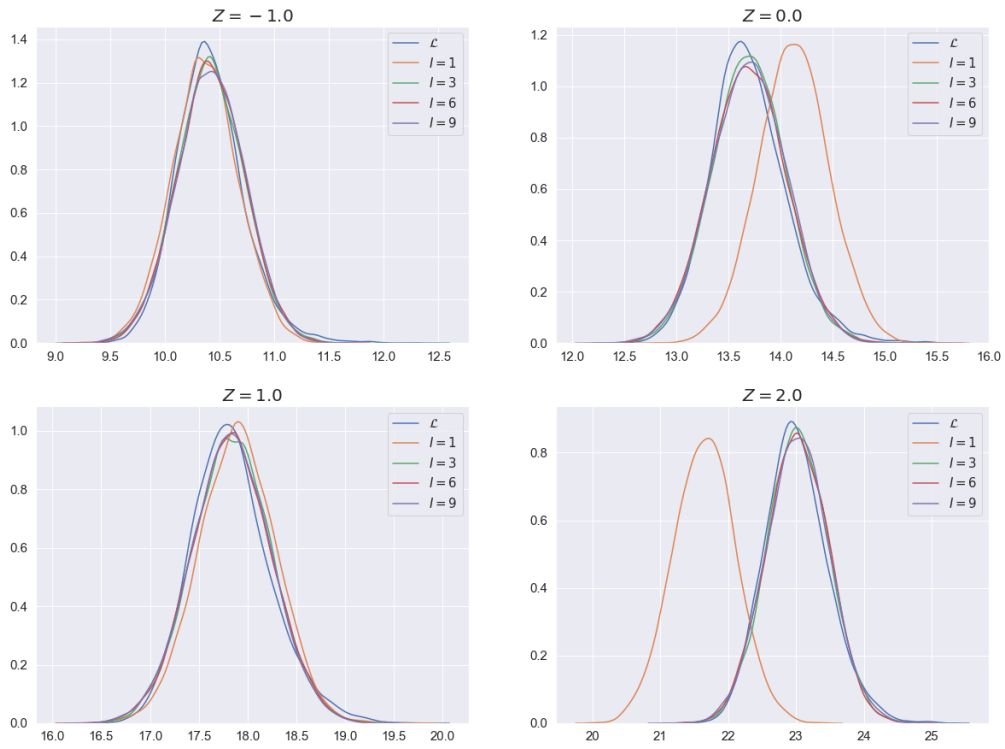 Z = − 1.0
1.4
1.2
1.0
0.8
0.6
0.4
0.2
0.0
9.0 9.5 10.0 10.5 11.0 11.5 12.0 12.5
ℒ
l = 1
l = 3
l = 6
l = 9
Z = 0.0
1.2
1.0
0.8
0.6
0.4
0.2
0.0
12.0 12.5 13.0 13.5 14.0 14.5 15.0 15.5 16.0
ℒ
l = 1
l = 3
l = 6
l = 9
Z = 1.0
1.0
0.8
0.6
0.4
0.2
0.0
16.0 16.5 17.0 17.5 18.0 18.5 19.0 19.5 20.0
ℒ
l = 1
l = 3
l = 6
l = 9
Z = 2.0
0.8
0.6
0.4
0.2
0.0
20 21 22 23 24 25
ℒ
l = 1
l = 3
l = 6
l = 9